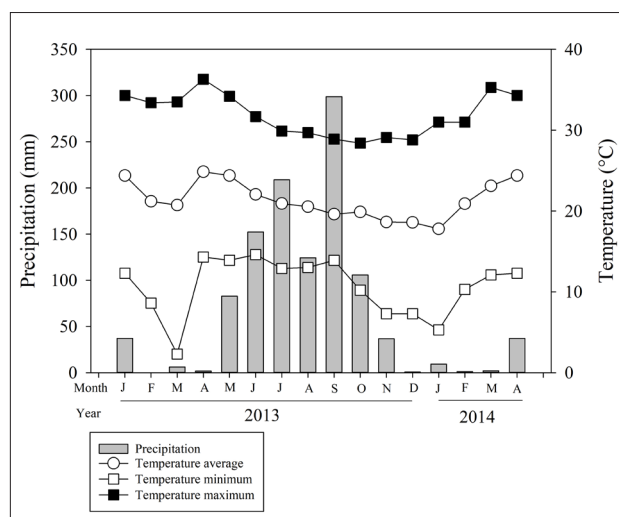 350
300
250
200
150
100
50
0
Precipitation (mm)
40
30
20
10
0
Temperature (°C)
Month J F M A M J J A S O N D J F M A
Year 2013 2014
Precipitation
Temperature average
Temperature minimum
Temperature maximum